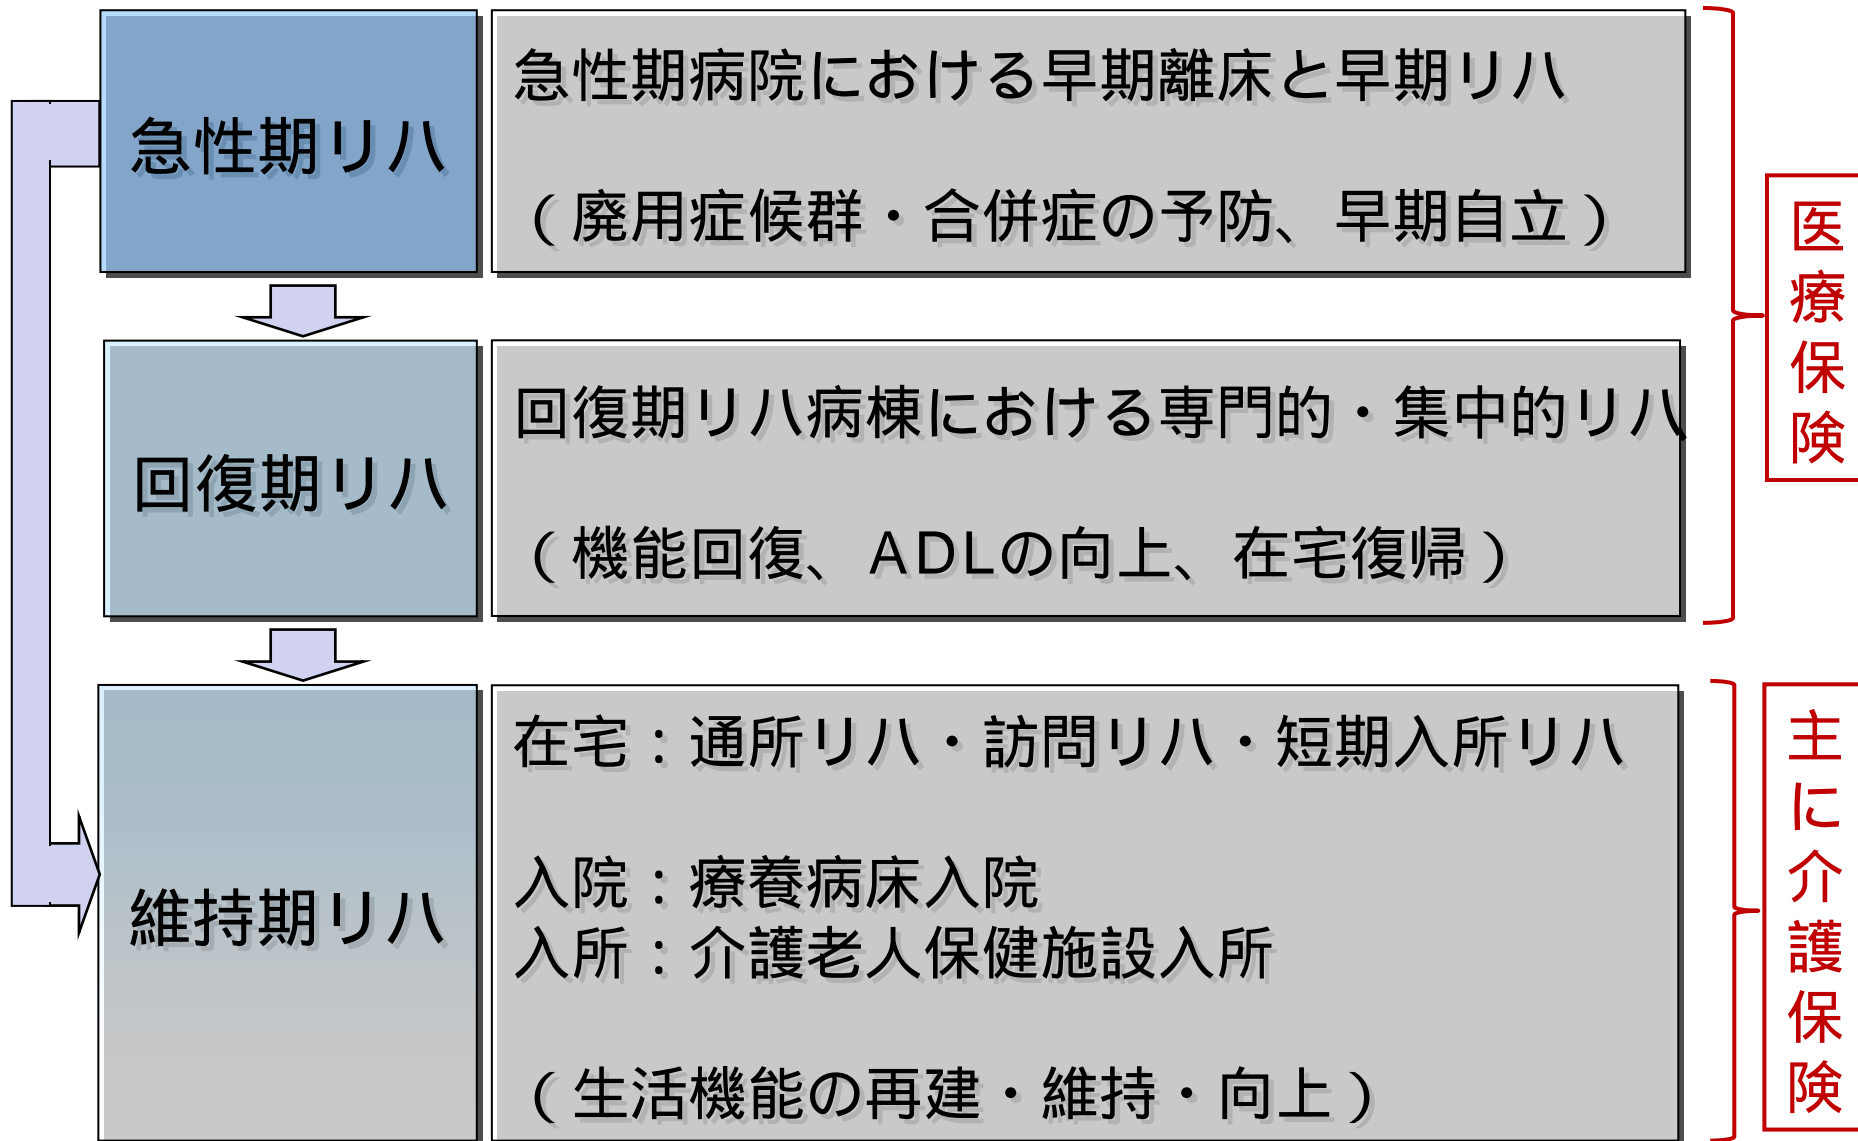 急性期リハ
急性期病院における早期離床と早期リハ
（廃用症候群・合併症の予防、早期自立）
回復期リハ
回復期リハ病棟における専門的・集中的リハ
（機能回復、ADLの向上、在宅復帰）
医療保険
維持期リハ
在宅：通所リハ・訪問リハ・短期入所リハ
入院：療養病床入院
入所：介護老人保健施設入所
（生活機能の再建・維持・向上）
主に介護保険